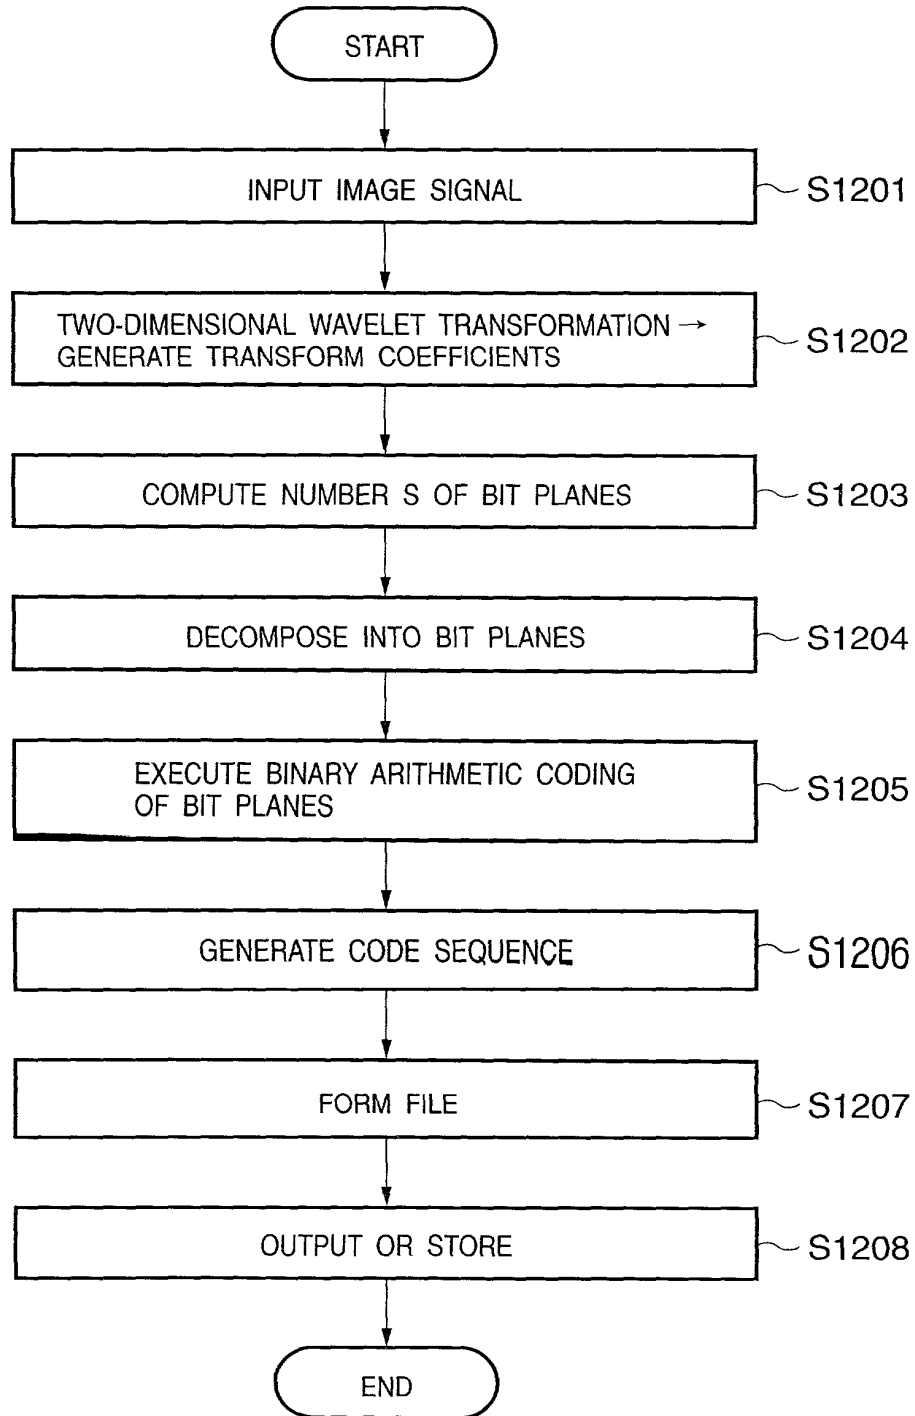 START
INPUT IMAGE SIGNAL
S1201
TWO-DIMENSIONAL WAVELET TRANSFORMATION →
GENERATE TRANSFORM COEFFICIENTS
S1202
COMPUTE NUMBER S OF BIT PLANES
S1203
DECOMPOSE INTO BIT PLANES
S1204
EXECUTE BINARY ARITHMETIC CODING
OF BIT PLANES
S1205
GENERATE CODE SEQUENCE
S1206
FORM FILE
S1207
OUTPUT OR STORE
S1208
END